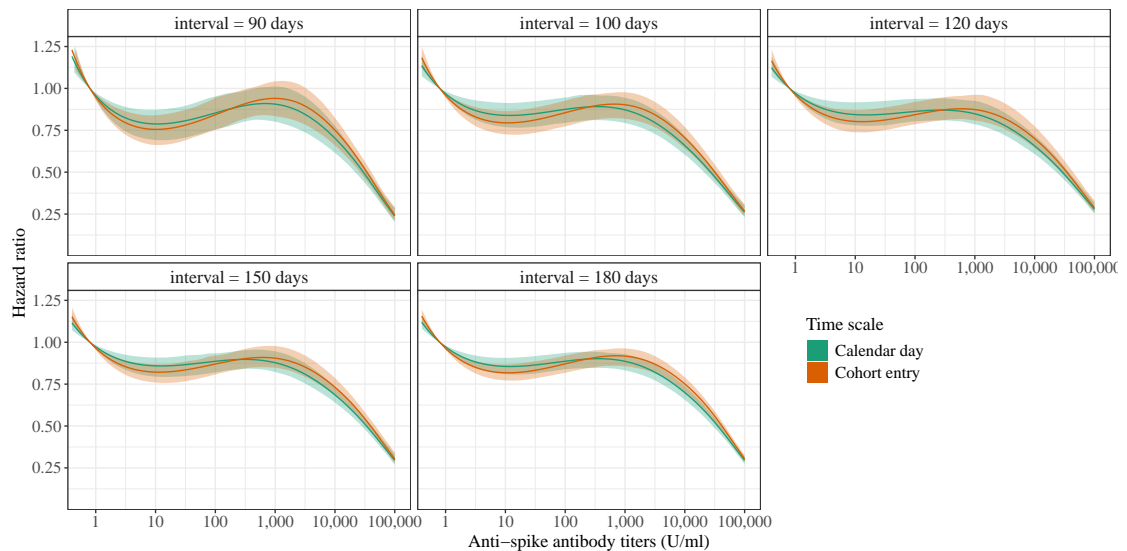 interval = 90 days
interval = 100 days
interval = 120 days
1.25
1.00
0.75
0.50
0.25
1 10 100 1,000 10,000 100,000
interval = 150 days
interval = 180 days
1.25
1.00
0.75
0.50
0.25
1 10 100 1,000 10,000 100,000
1 10 100 1,000 10,000 100,000
Hazard ratio
Anti−spike antibody titers (U/ml)
Time scale
Calendar day
Cohort entry